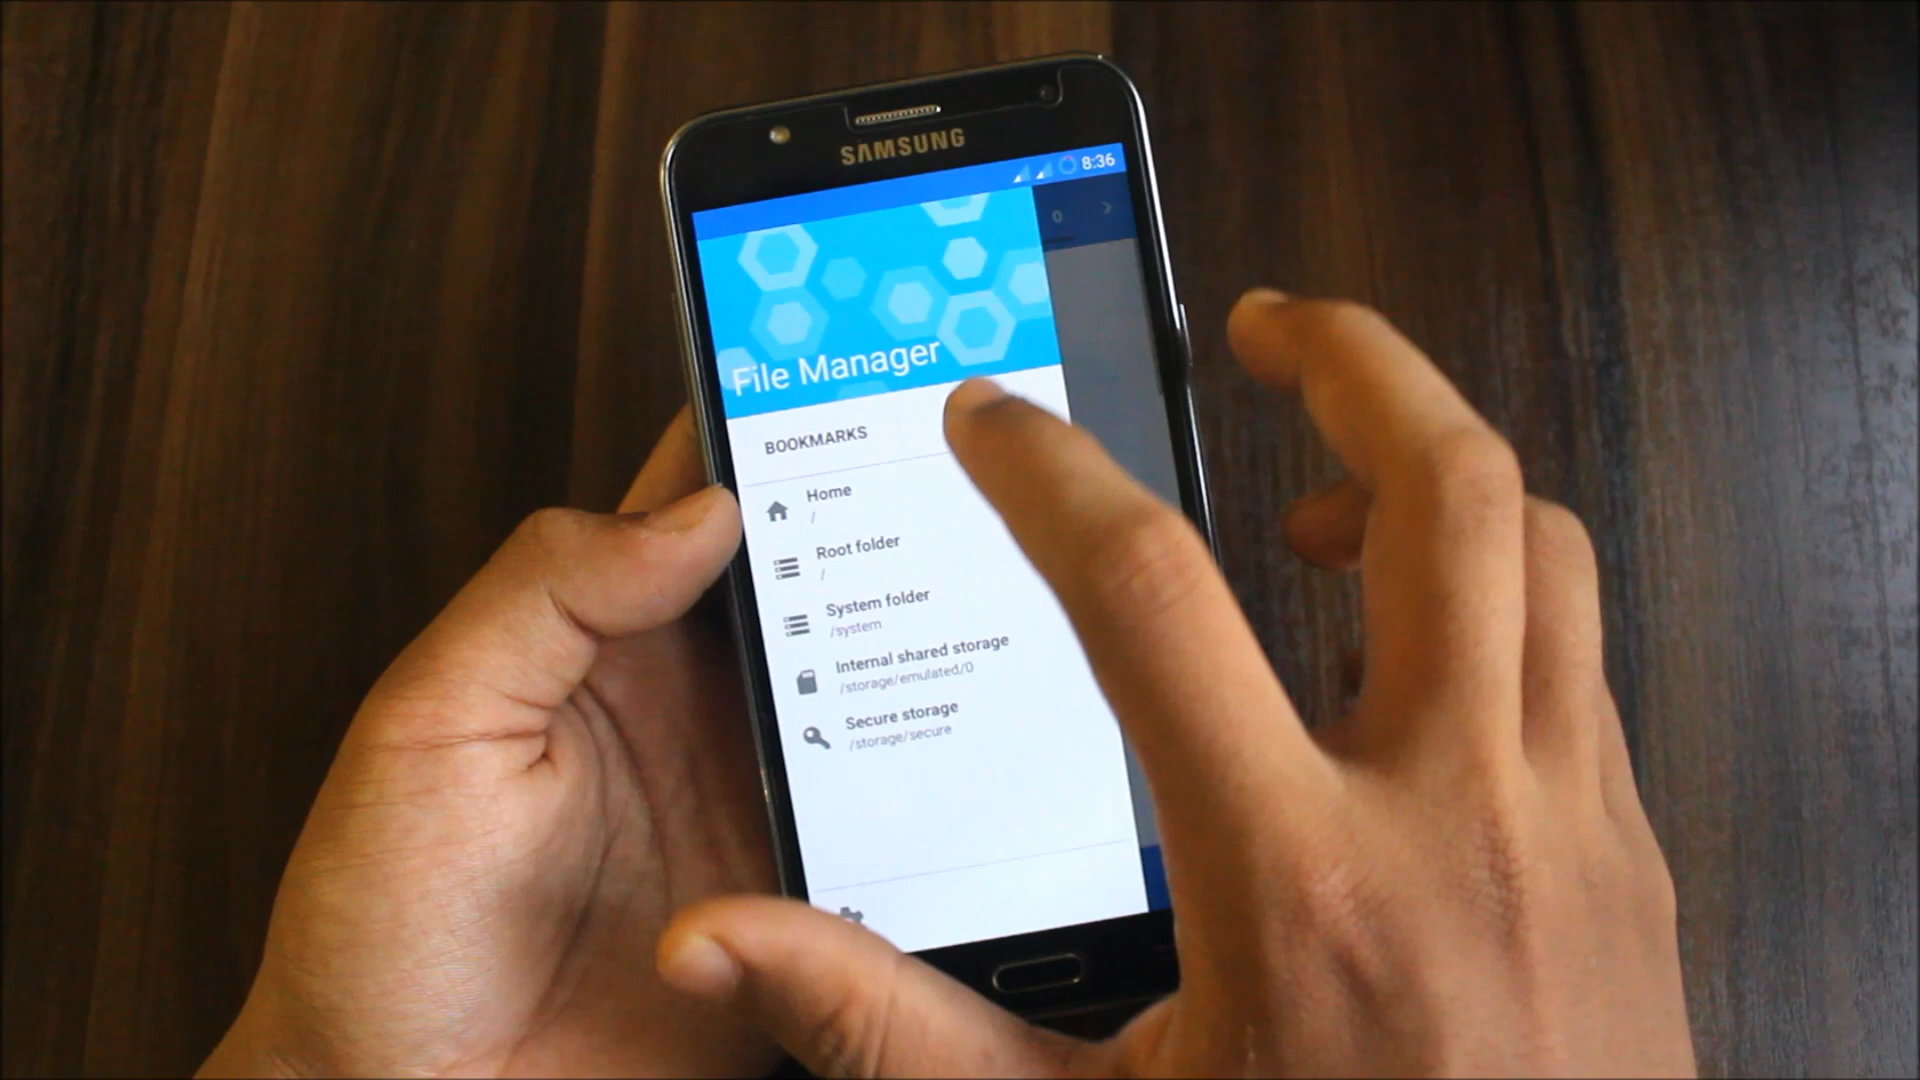 SAMSUNG
8:36
0
File Manager
BOOKMARKS
Home
/
Root folder
/
System folder
/system
Internal shared storage
/storage/emulated/0
Secure storage
/storage/secure